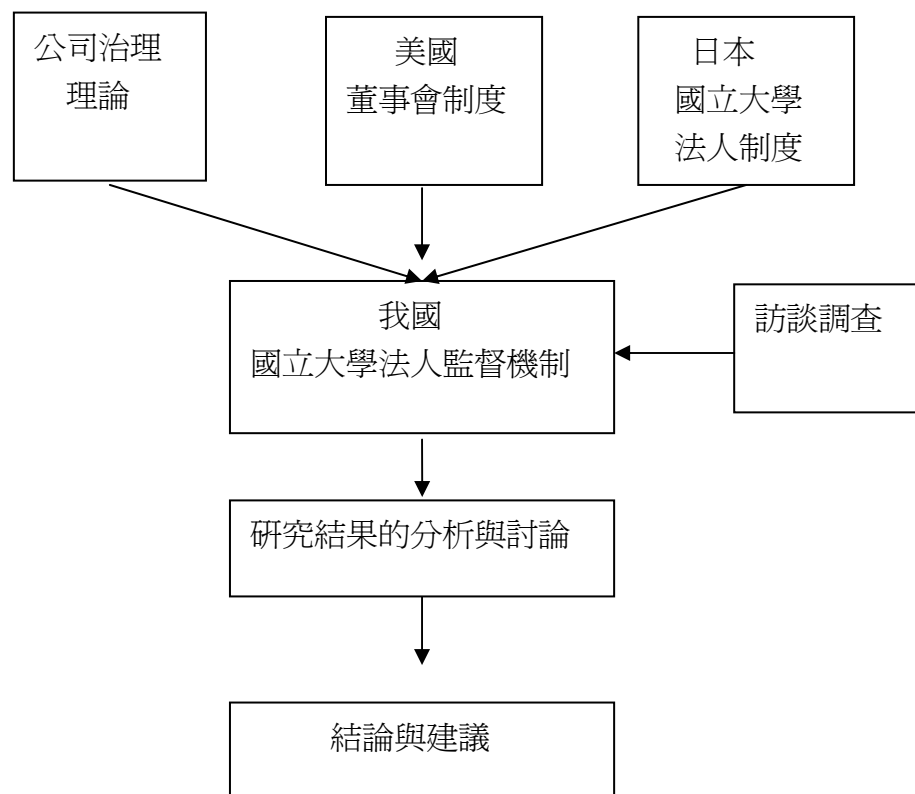 公司治理
理論
美國
董事會制度
日本
國立大學
法人制度
我國
國立大學法人監督機制
訪談調查
研究結果的分析與討論
結論與建議